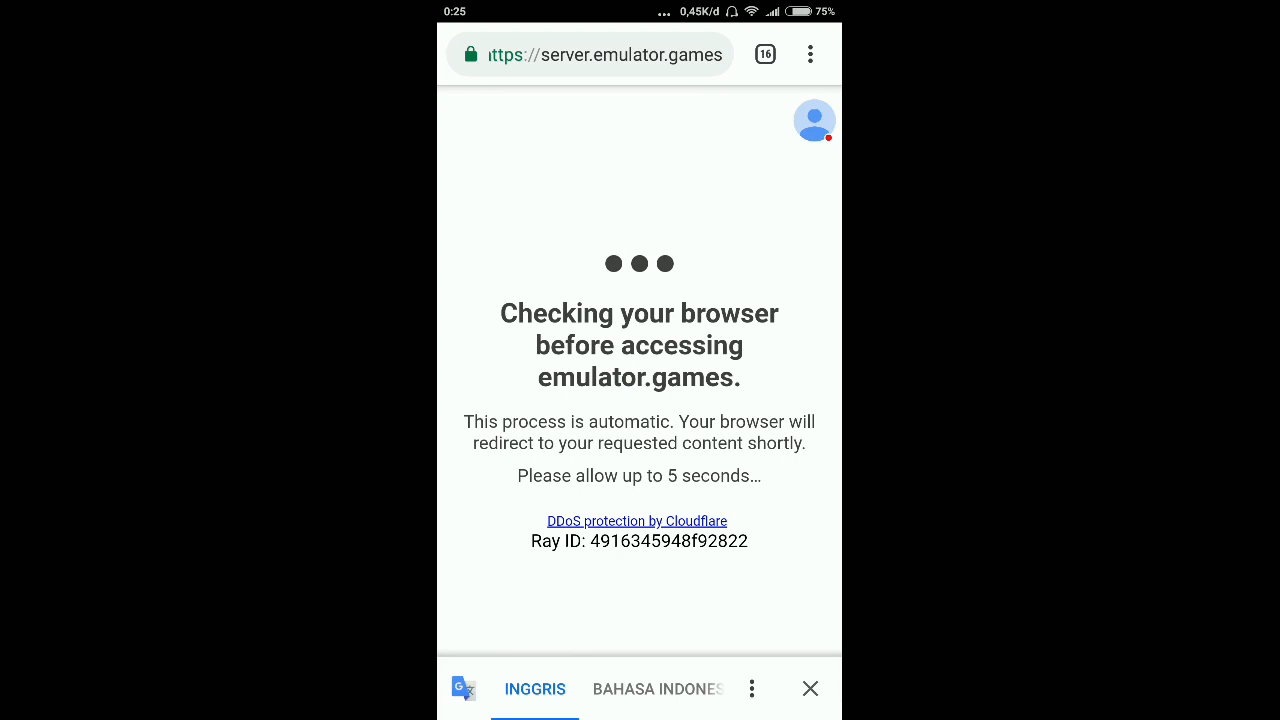 0:25
... 0,45K/d 75%
ttps://server.emulator.games
16
Checking your browser
before accessing
emulator.games.
This process is automatic. Your browser will
redirect to your requested content shortly.
Please allow up to 5 seconds…
DDoS protection by Cloudflare
Ray ID: 4916345948f92822
INGGRIS BAHASA INDONES